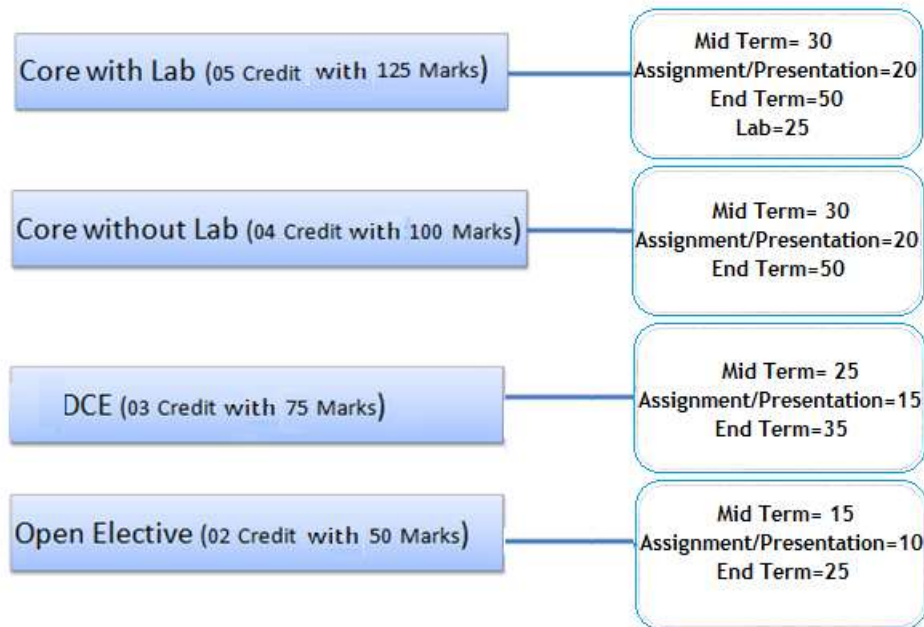 Core with Lab (05 Credit with 125 Marks)
Mid Term= 30
Assignment/Presentation=20
End Term=50
Lab=25
Core without Lab (04 Credit with 100 Marks)
Mid Term= 30
Assignment/Presentation=20
End Term=50
DCE (03 Credit with 75 Marks)
Mid Term= 25
Assignment/Presentation=15
End Term=35
Open Elective (02 Credit with 50 Marks)
Mid Term= 15
Assignment/Presentation=10
End Term=25